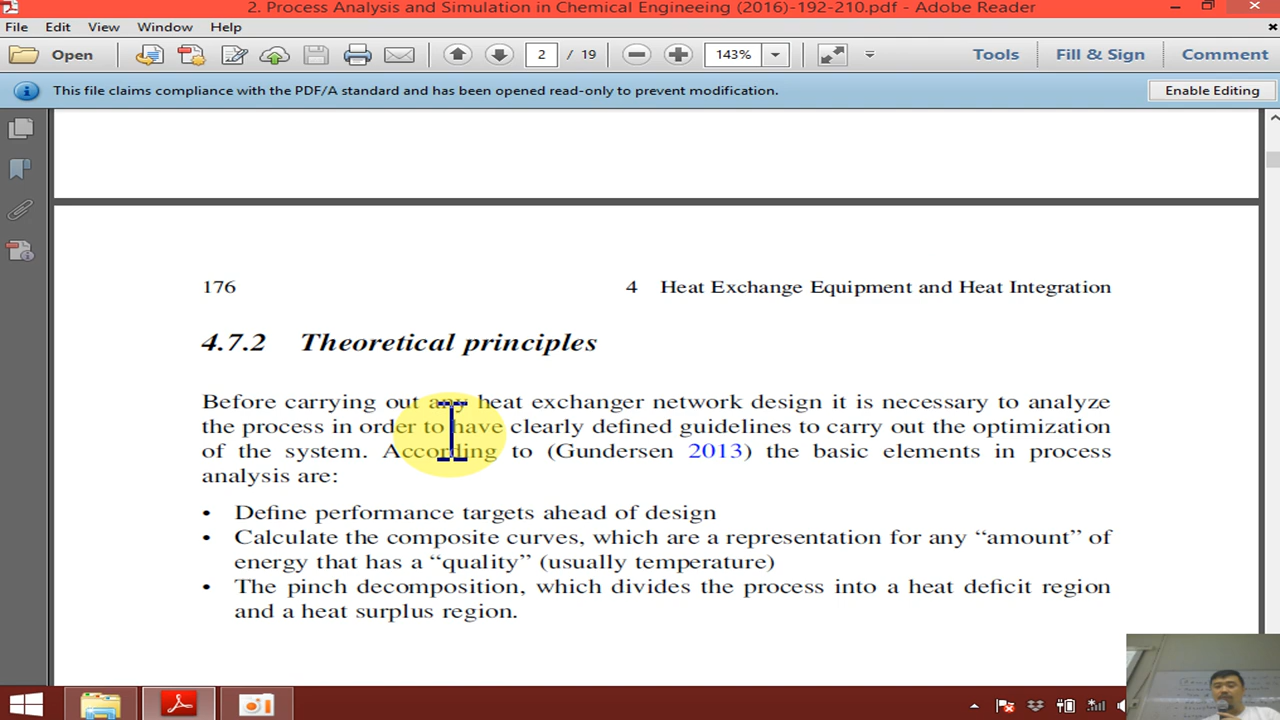 2. Process Analysis and Simulation in Chemical Engineeing (2016)-192-210.pdf - Adobe Reader
File Edit View Window Help
Open 2 / 19 143% Tools Fill & Sign Comment
This file claims compliance with the PDF/A standard and has been opened read-only to prevent modification. Enable Editing
176 4 Heat Exchange Equipment and Heat Integration
4.7.2 Theoretical principles
Before carrying out any heat exchanger network design it is necessary to analyze
the process in order to have clearly defined guidelines to carry out the optimization
of the system. According to (Gundersen 2013) the basic elements in process
analysis are:
• Define performance targets ahead of design
• Calculate the composite curves, which are a representation for any “amount” of
energy that has a “quality” (usually temperature)
• The pinch decomposition, which divides the process into a heat deficit region
and a heat surplus region.